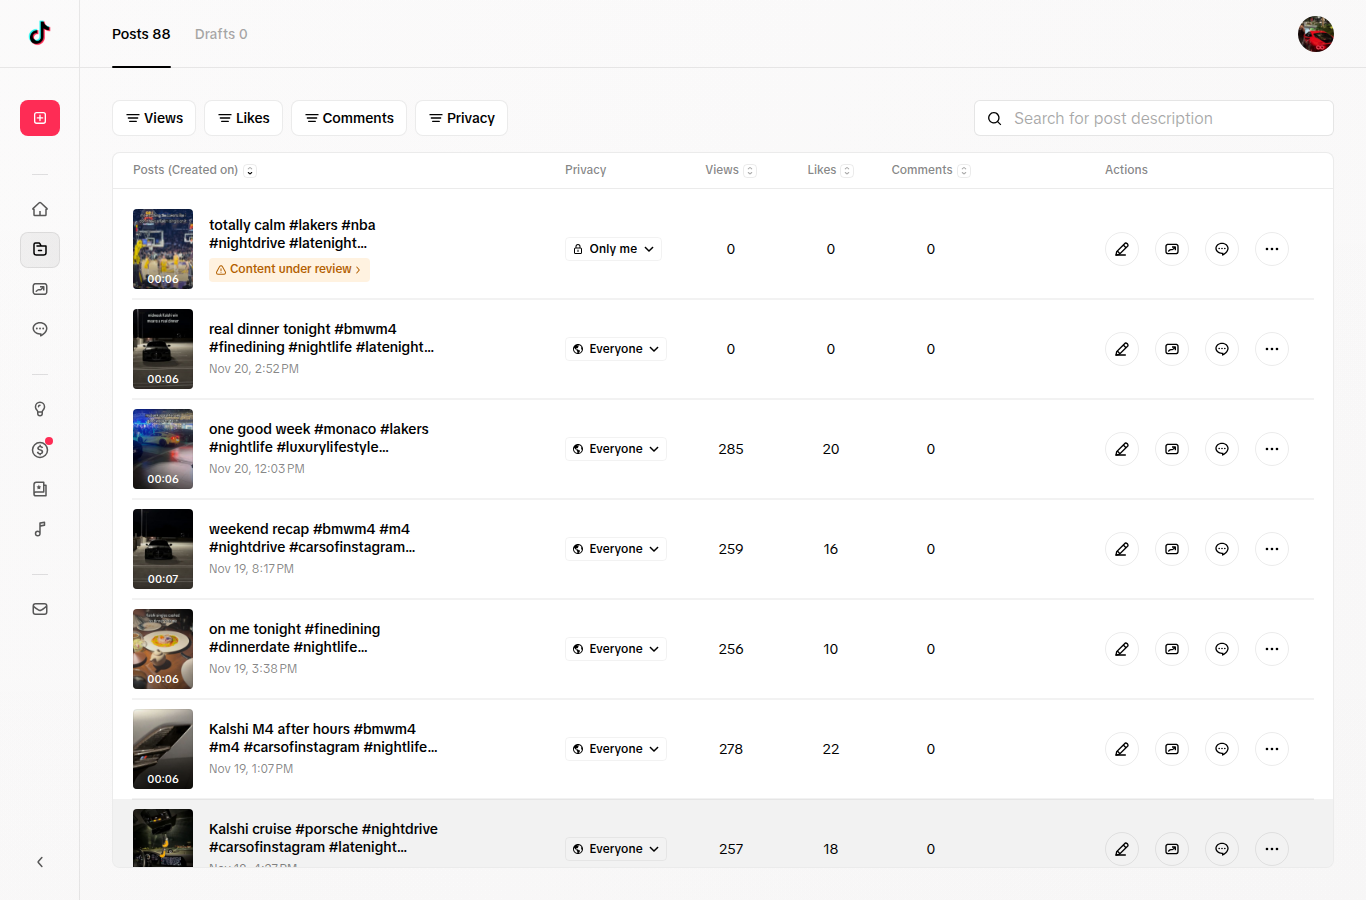 Posts 88
Drafts 0
Views
Likes
Comments
Privacy
Search for post description
Posts (Created on)
Privacy
Views
Likes
Comments
Actions
totally calm #lakers #nba
#nightdrive #latenight...
Content under review
00:06
Only me
0
0
0
real dinner tonight #bmwm4
#finedining #nightlife #latenight...
Nov 20, 2:52 PM
00:06
Everyone
0
0
0
one good week #monaco #lakers
#nightlife #luxurylifestyle...
Nov 20, 12:03 PM
00:06
Everyone
285
20
0
weekend recap #bmwm4 #m4
#nightdrive #carsofinstagram...
Nov 19, 8:17 PM
00:07
Everyone
259
16
0
on me tonight #finedining
#dinnerdate #nightlife...
Nov 19, 3:38 PM
00:06
Everyone
256
10
0
Kalshi M4 after hours #bmwm4
#m4 #carsofinstagram #nightlife...
Nov 19, 1:07 PM
00:06
Everyone
278
22
0
Kalshi cruise #porsche #nightdrive
#carsofinstagram #latenight...
Everyone
257
18
0